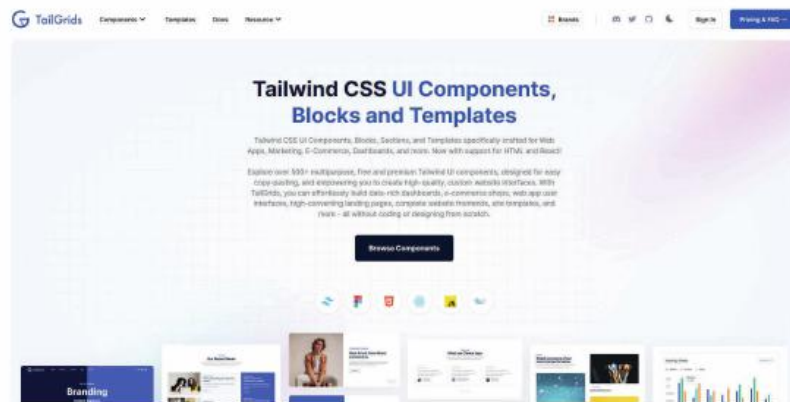 TailGrids
Components
Templates
Docs
Resource
Brands
Sign In
Pricing & FAQ
Tailwind CSS UI Components,
Blocks and Templates
Tailwind CSS UI Components, Blocks, Sections, and Templates specifically crafted for Web
Apps, Marketing, E-Commerce, Dashboards, and more. Now with support for HTML and React!
Explore over 500+ multipurpose, free and premium Tailwind UI components, designed for easy
copy-pasting, and empowering you to create high-quality, custom website interfaces. With
TailGrids, you can effortlessly build data-rich dashboards, e-commerce shops, web app user
interfaces, high-converting landing pages, complete website frontends, site templates, and
more - all without coding or designing from scratch.
Browse Components
Branding